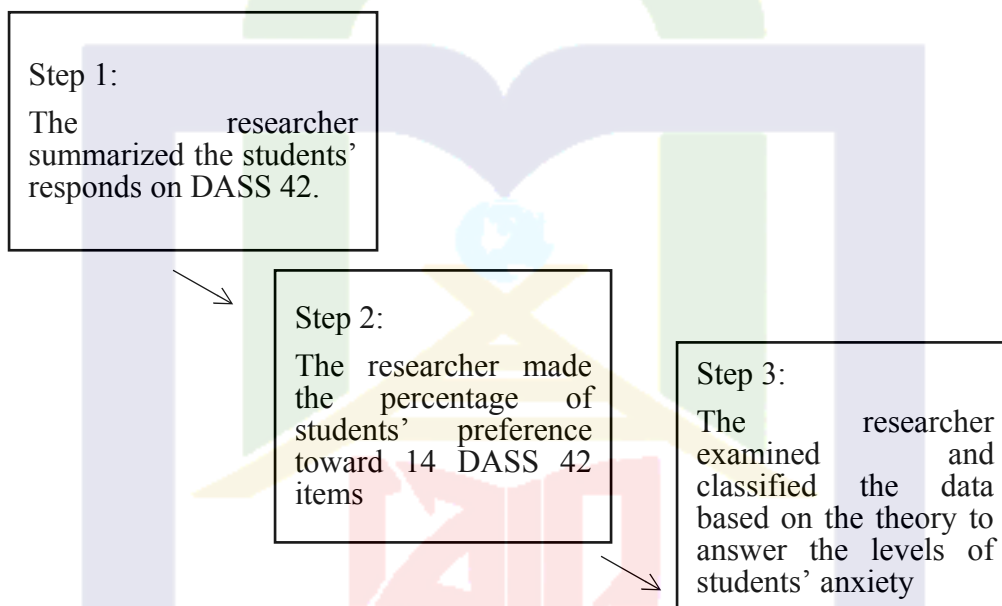 Step 1:
The researcher
summarized the students’
responds on DASS 42.
Step 2:
The researcher made
the percentage of
students’ preference
toward 14 DASS 42
items
Step 3:
The researcher
examined and
classified the data
based on the theory to
answer the levels of
students’ anxiety